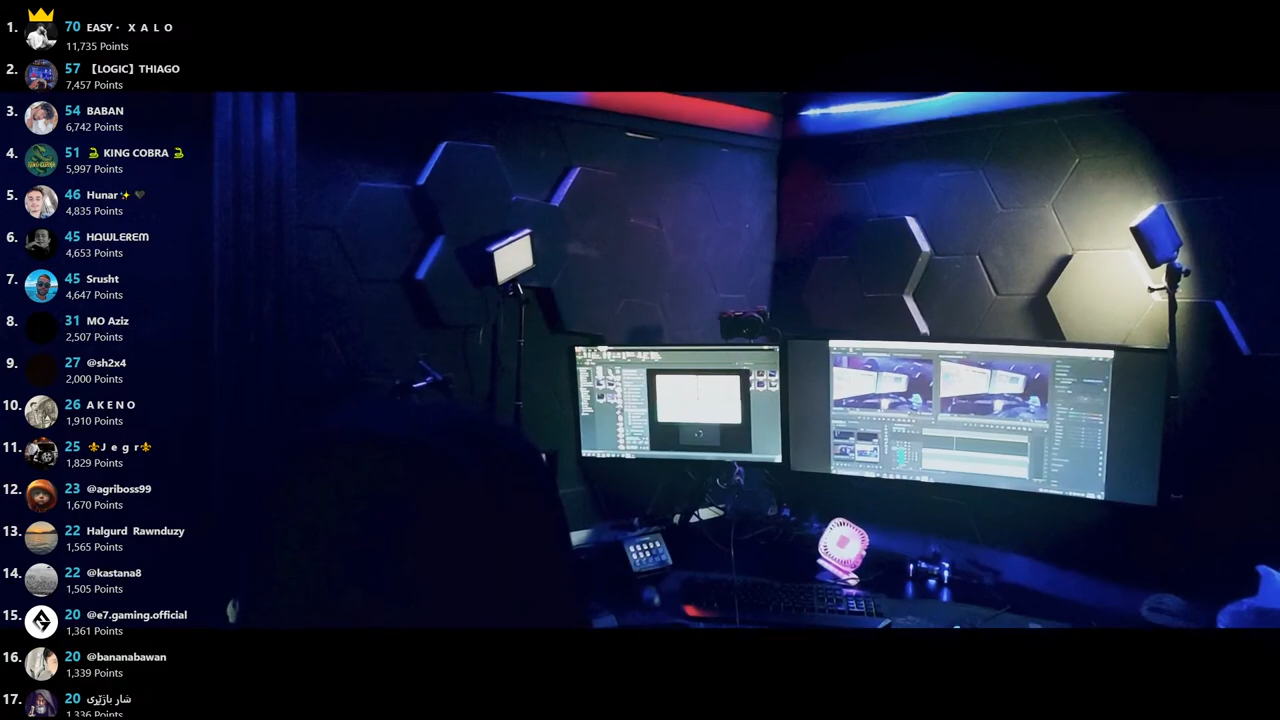 1. 70 EASY · X A L O
11,735 Points
2. 57 【LOGIC】THIAGO
7,457 Points
3. 54 BABAN
6,742 Points
4. 51 🐍 KING COBRA 🐍
5,997 Points
5. 46 Hunar✨🖤
4,835 Points
6. 45 HᗩᗯLEREᗰ
4,653 Points
7. 45 Srusht
4,647 Points
8. 31 MO Aziz
2,507 Points
9. 27 @sh2x4
2,000 Points
10. 26 A K E N O
1,910 Points
11. 25 ⚜J e g r⚜
1,829 Points
12. 23 @agriboss99
1,670 Points
13. 22 Halgurd Rawnduzy
1,565 Points
14. 22 @kastana8
1,505 Points
15. 20 @e7.gaming.official
1,361 Points
16. 20 @bananabawan
1,339 Points
17. 20 شار باژێڕی
1,336 Points